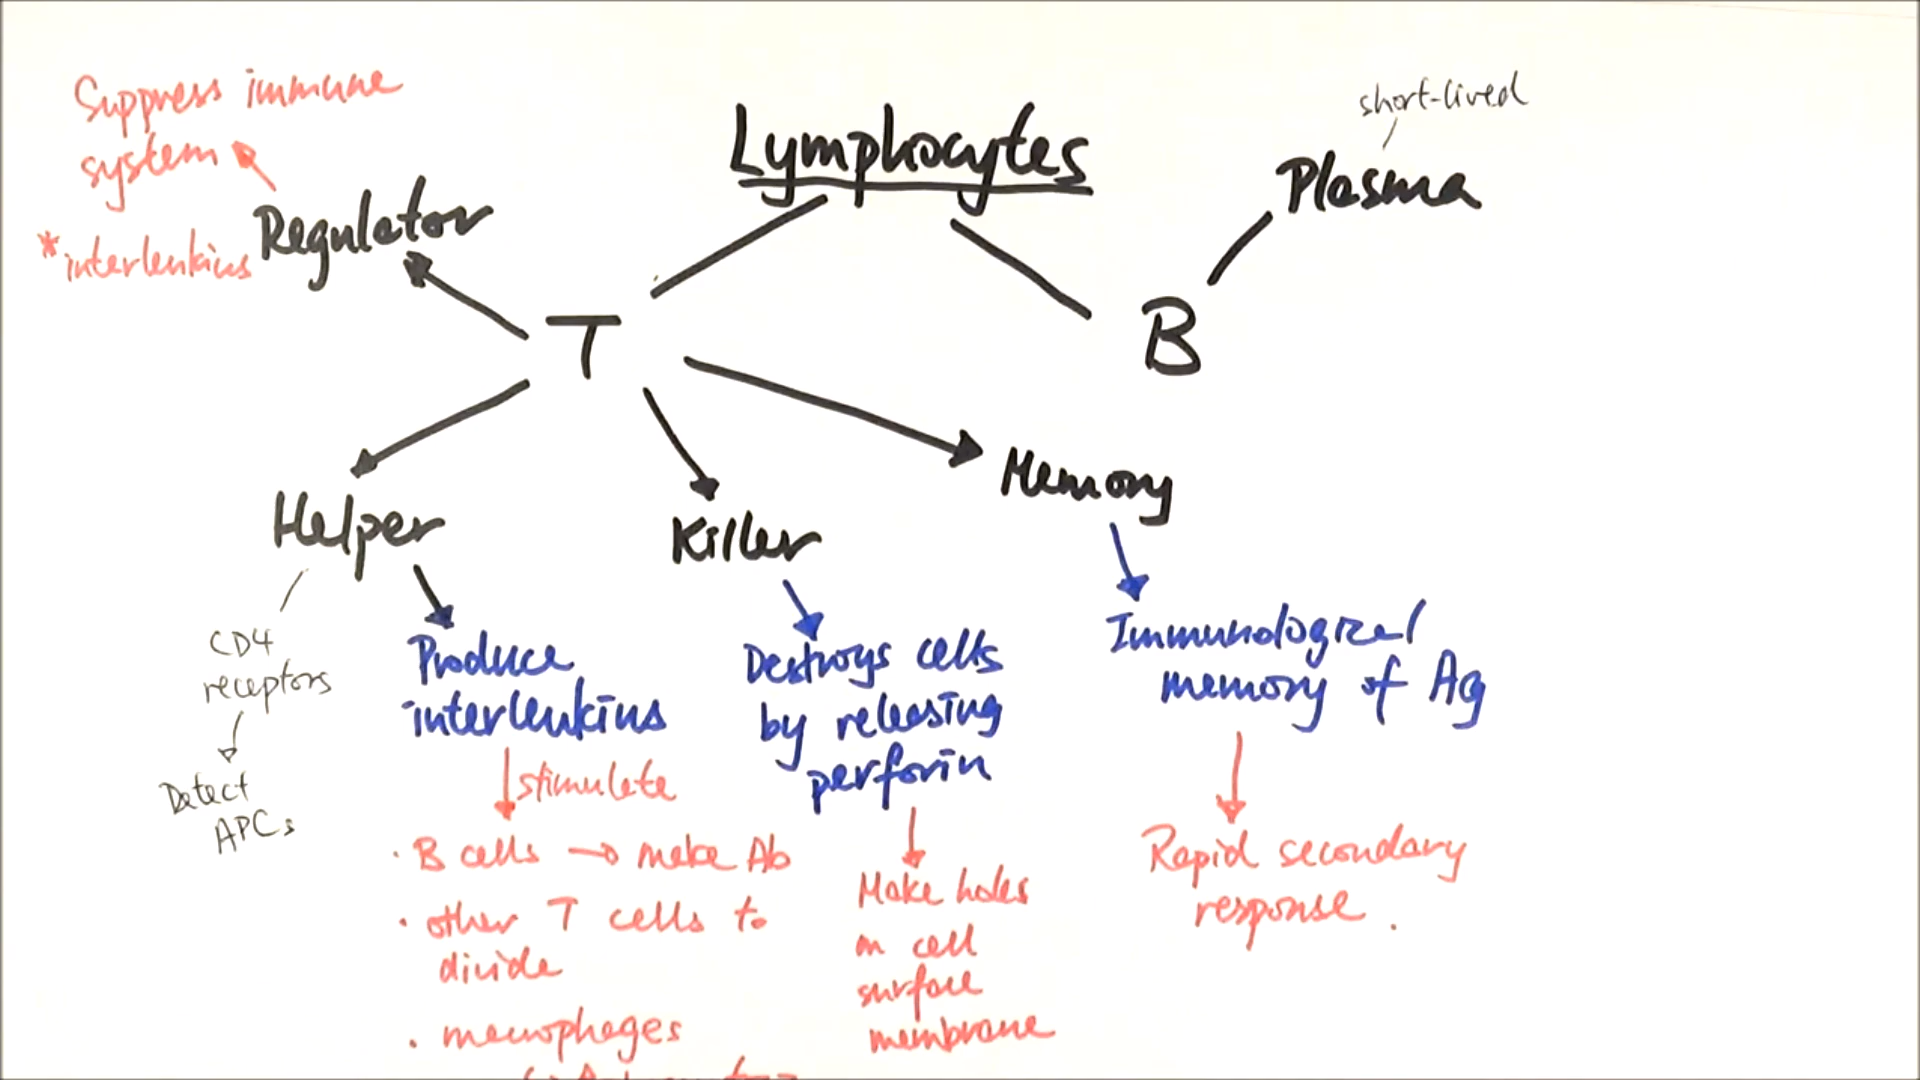 Lymphocytes
Suppress immune
system
* interleukins
Regulator
short-lived
Plasma
T
B
Helper
Killer
Memory
CD4
receptors
Detect
APCs
Produce
interleukins
stimulate
· B cells → make Ab
· other T cells to
divide
· macrophages
Destroys cells
by releasing
perforin
Make holes
on cell
surface
membrane
Immunological
memory of Ag
Rapid secondary
response.